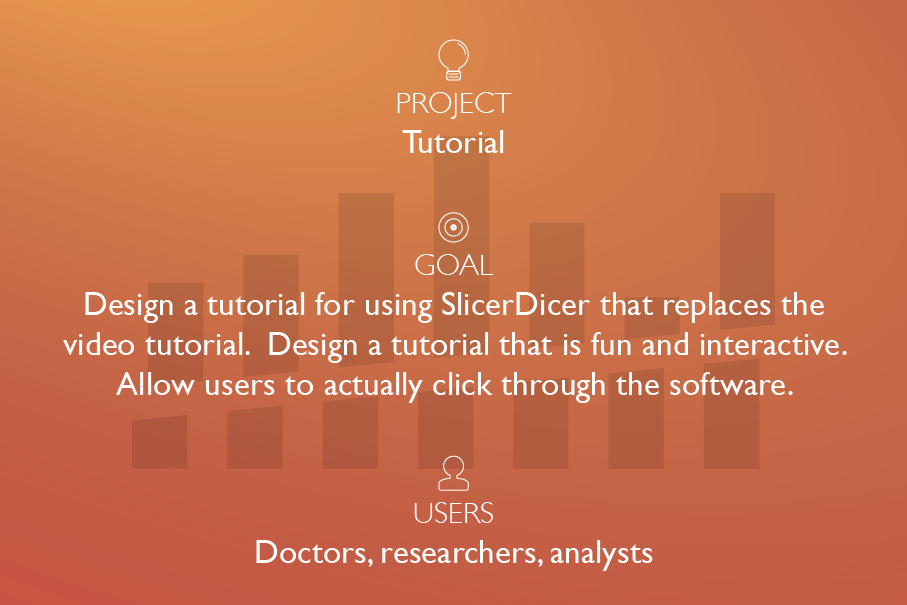 PROJECT
Tutorial
GOAL
Design a tutorial for using SlicerDicer that replaces the
video tutorial.  Design a tutorial that is fun and interactive.
Allow users to actually click through the software.
USERS
Doctors, researchers, analysts